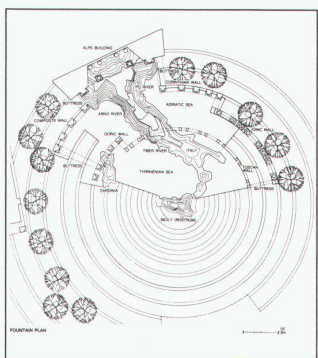 ALPS BUILDING
BUTTRESS
CORINTHIAN WALL
PO RIVER
BUTTRESS
COMPOSITE WALL
ARNO RIVER
ADRIATIC SEA
DORIC WALL
IONIC WALL
TIBER RIVER
ITALY
BUTTRESS
TUSCAN
WALL
TYRRHENIAN SEA
SARDINIA
BUTTRESS
SICILY (ROSTRUM)
FOUNTAIN PLAN